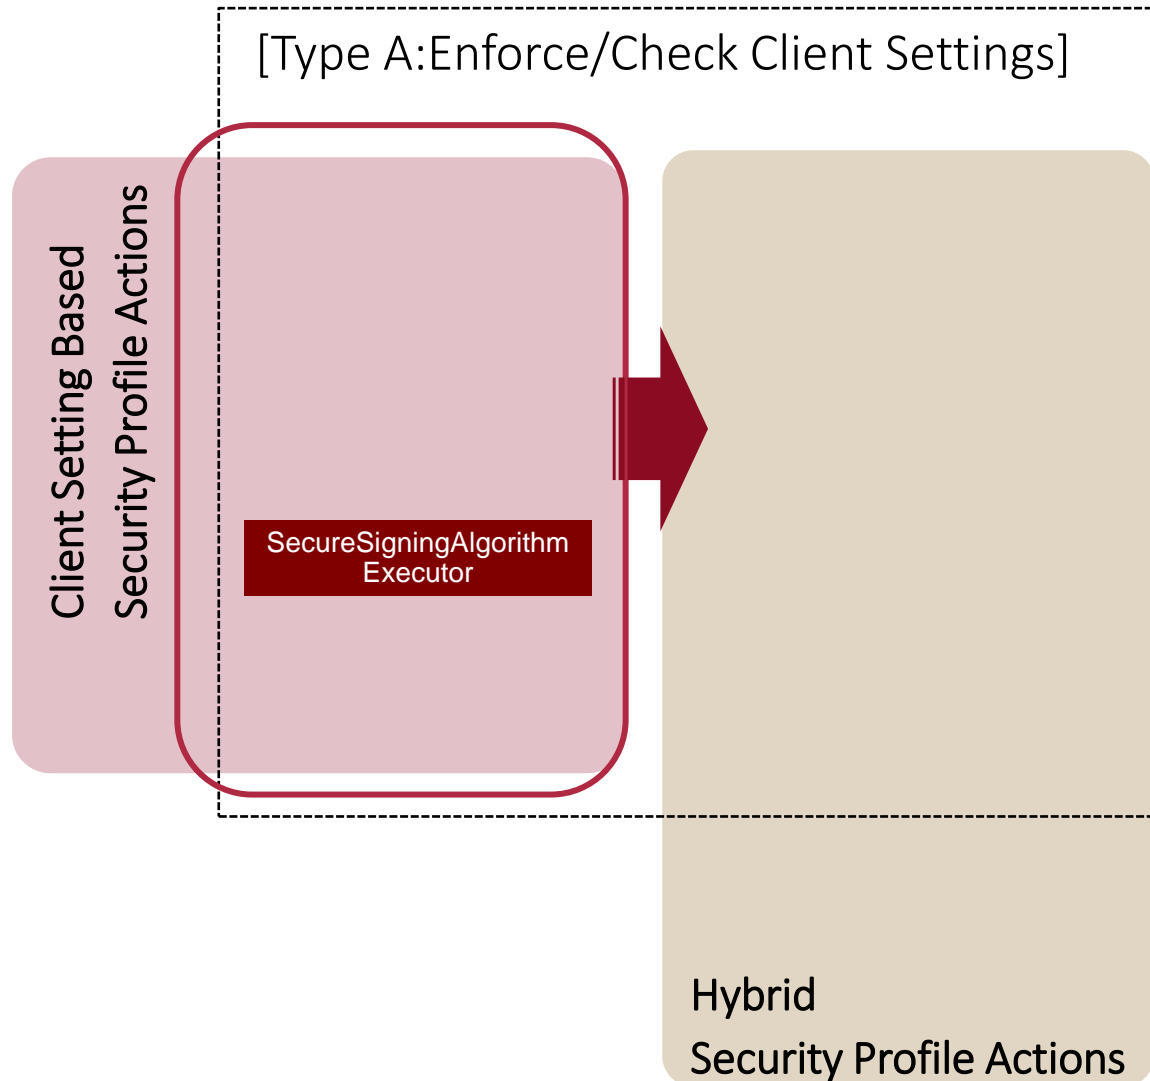 [Type A:Enforce/Check Client Settings]
Client Setting Based
Security Profile Actions
SecureSigningAlgorithm
Executor
Hybrid
Security Profile Actions